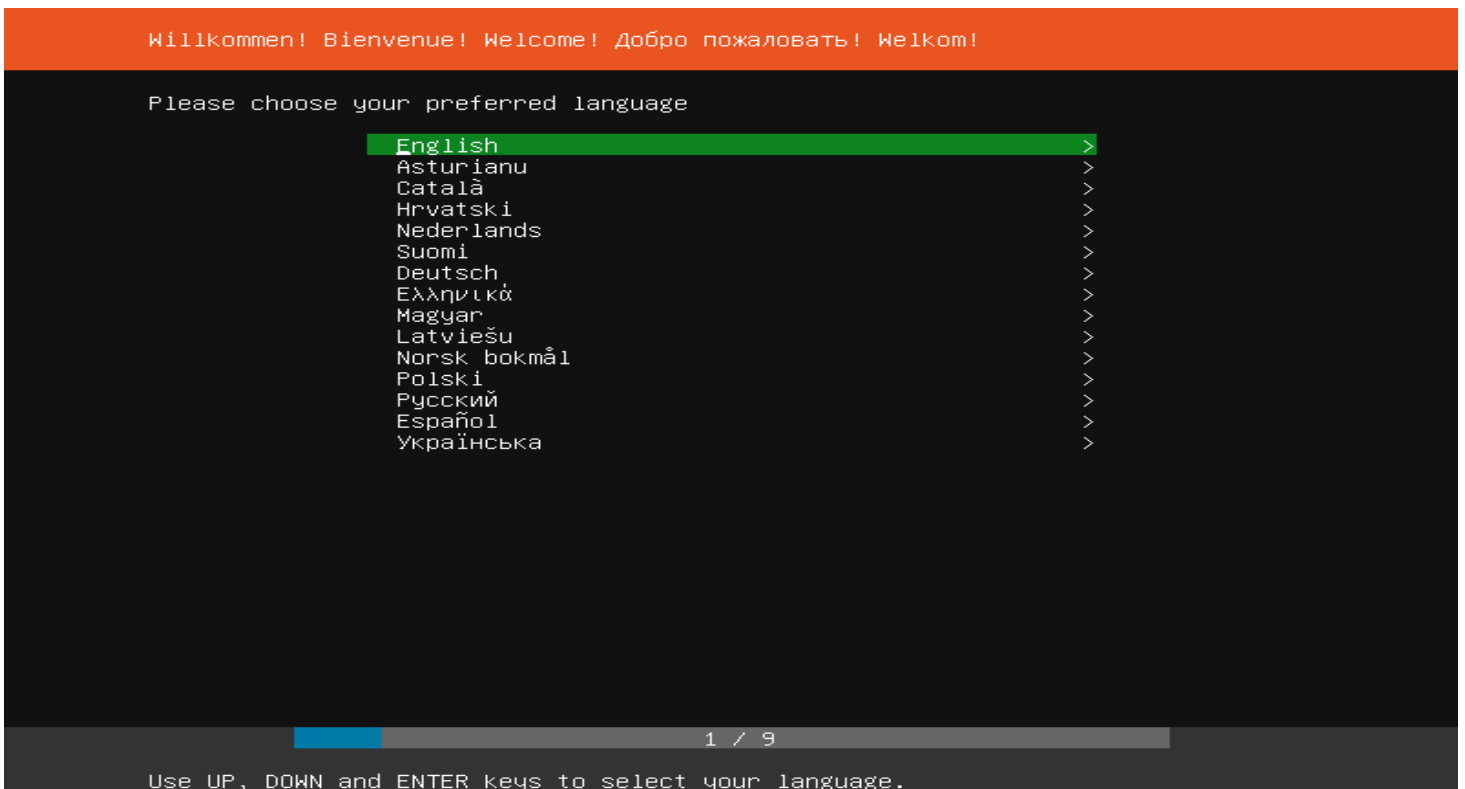 Willkommen! Bienvenue! Welcome! Добро пожаловать! Welkom!
Please choose your preferred language
English >
Asturianu >
Català >
Hrvatski >
Nederlands >
Suomi >
Deutsch >
Ελληνικά >
Magyar >
Latviešu >
Norsk bokmål >
Polski >
Русский >
Español >
Українська >
1 / 9
Use UP, DOWN and ENTER keys to select your language.